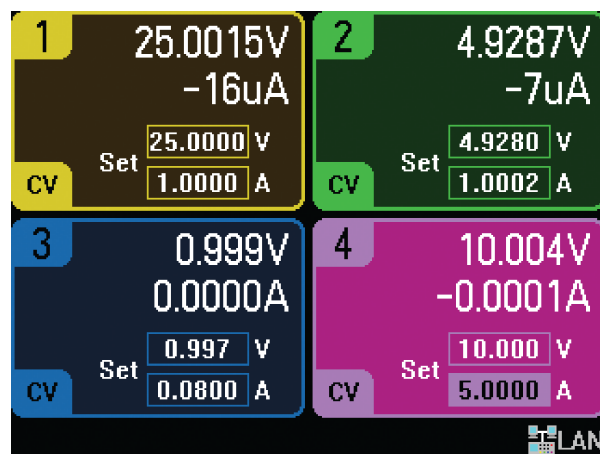 1 25.0015V
-16uA
Set 25.0000 V
1.0000 A
CV
2 4.9287V
-7uA
Set 4.9280 V
1.0002 A
CV
3 0.999V
0.0000A
Set 0.997 V
0.0800 A
CV
4 10.004V
-0.0001A
Set 10.000 V
5.0000 A
CV
LAN